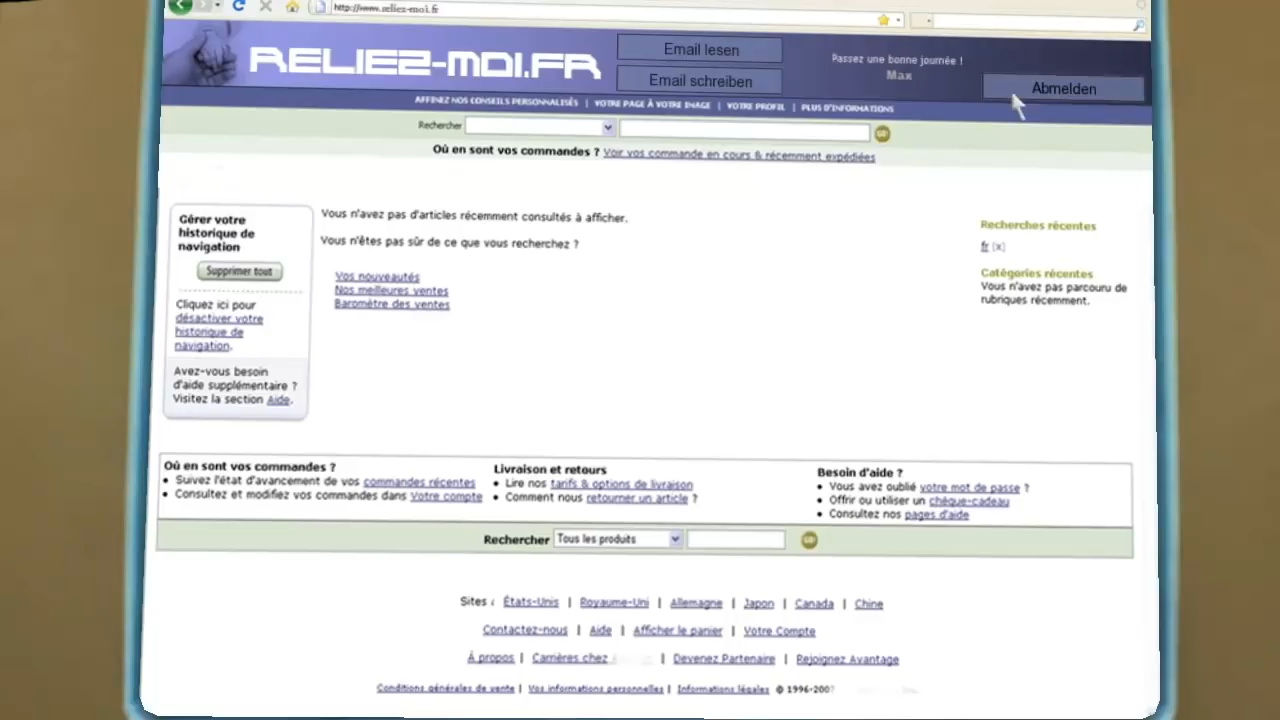 http://www.reliez-moi.fr
RELIEZ-MOI.FR
Email lesen
Email schreiben
Passez une bonne journée !
Max
Abmelden
AFFINEZ NOS CONSEILS PERSONNALISÉS | VOTRE PAGE À VOTRE IMAGE | VOTRE PROFIL | PLUS D'INFORMATIONS
Rechercher
Où en sont vos commandes ? Voir vos commande en cours & récemment expédiées
Gérer votre
historique de
navigation
Supprimer tout
Cliquez ici pour
désactiver votre
historique de
navigation.
Avez-vous besoin
d'aide supplémentaire ?
Visitez la section Aide.
Vous n'avez pas d'articles récemment consultés à afficher.
Vous n'êtes pas sûr de ce que vous recherchez ?
Vos nouveautés
Nos meilleures ventes
Baromètre des ventes
Recherches récentes
fr (x)
Catégories récentes
Vous n'avez pas parcouru de
rubriques récemment.
Où en sont vos commandes ?
• Suivez l'état d'avancement de vos commandes récentes
• Consultez et modifiez vos commandes dans Votre compte
Livraison et retours
• Lire nos tarifs & options de livraison
• Comment nous retourner un article ?
Besoin d'aide ?
• Vous avez oublié votre mot de passe ?
• Offrir ou utiliser un chèque-cadeau
• Consultez nos pages d'aide
Rechercher Tous les produits
Sites : États-Unis | Royaume-Uni | Allemagne | Japon | Canada | Chine
Contactez-nous | Aide | Afficher le panier | Votre Compte
À propos | Carrières chez | Devenez Partenaire | Rejoignez Avantage
Conditions générales de vente | Vos informations personnelles | Informations légales © 1996-2007